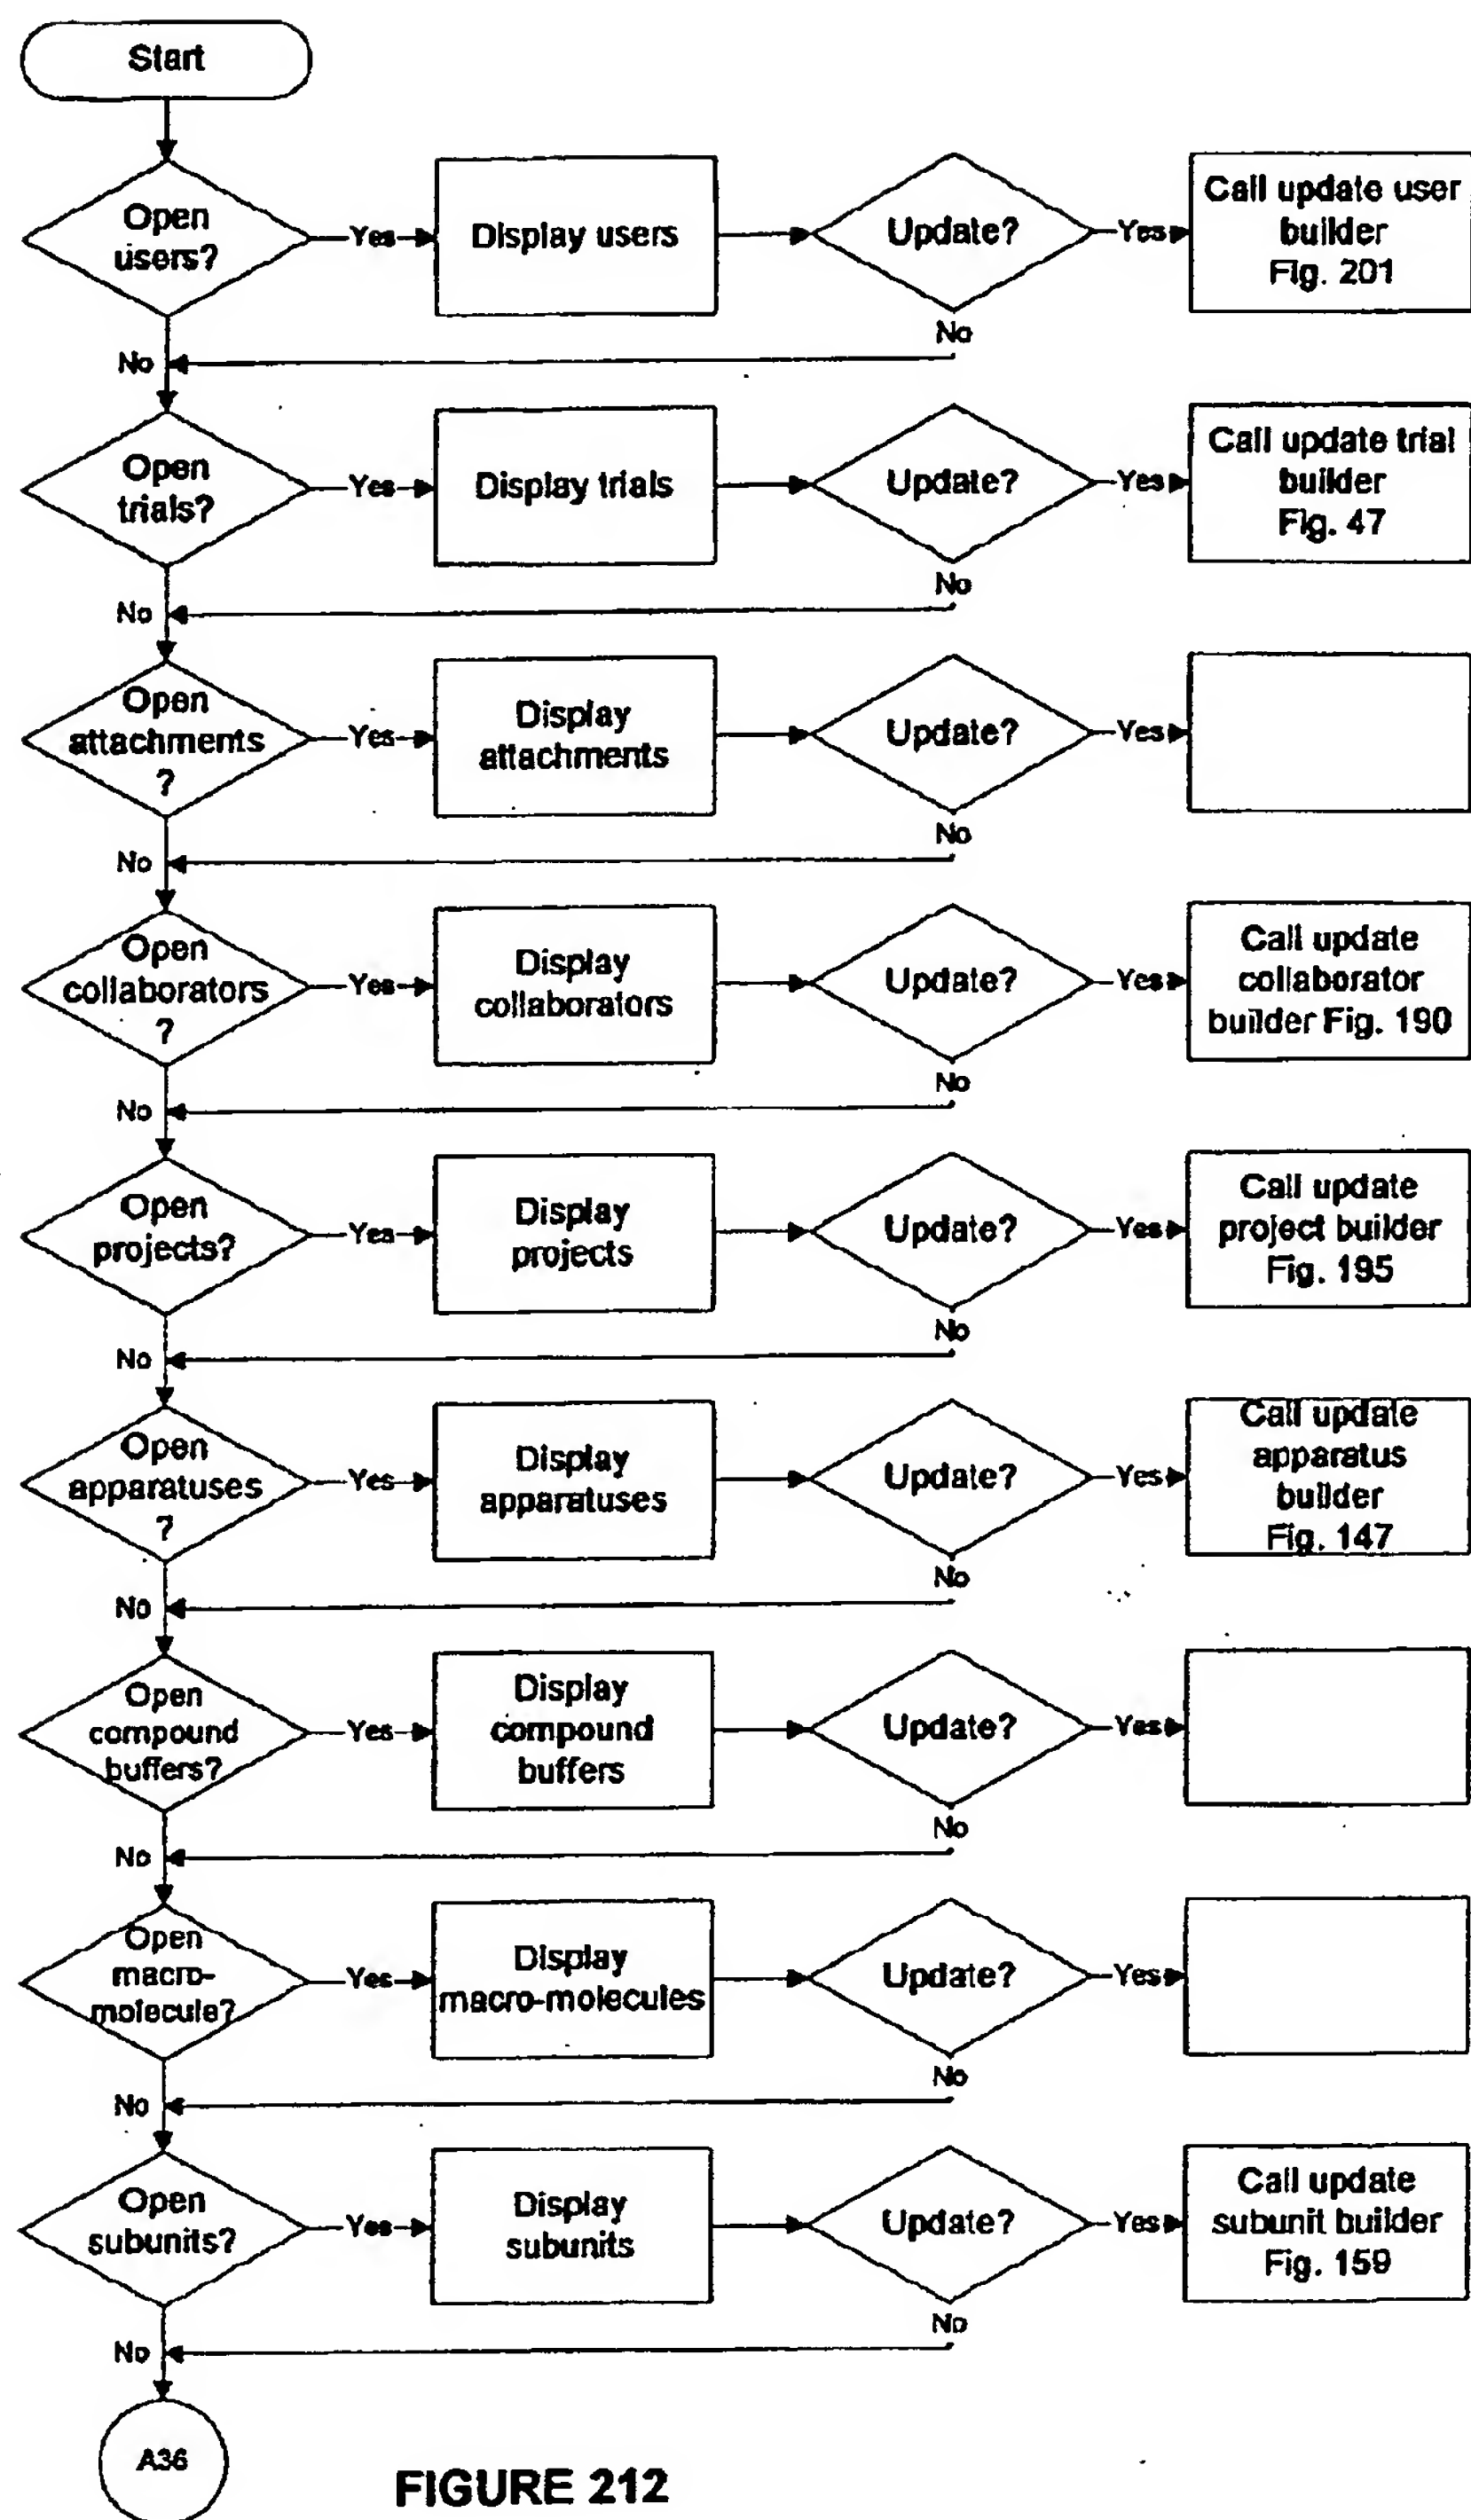 Start
Open
users?
Yes
Display users
Update?
Yes
Call update user
builder
Fig. 201
No
No
Open
trials?
Yes
Display trials
Update?
Yes
Call update trial
builder
Fig. 47
No
No
Open
attachments
?
Yes
Display
attachments
Update?
Yes
No
No
Open
collaborators
?
Yes
Display
collaborators
Update?
Yes
Call update
collaborator
builder Fig. 190
No
No
Open
projects?
Yes
Display
projects
Update?
Yes
Call update
project builder
Fig. 195
No
No
Open
apparatuses
?
Yes
Display
apparatuses
Update?
Yes
Call update
apparatus
builder
Fig. 147
No
No
Open
compound
buffers?
Yes
Display
compound
buffers
Update?
Yes
No
No
Open
macro-
molecule?
Yes
Display
macro-molecules
Update?
Yes
No
No
Open
subunits?
Yes
Display
subunits
Update?
Yes
Call update
subunit builder
Fig. 159
No
No
A36
FIGURE 212